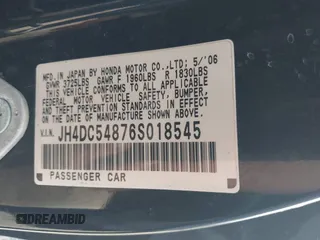 MFD. IN JAPAN BY HONDA MOTOR CO.,LTD; 5/'06
GVWR 3725LBS GAWR F 1960LBS R 1830LBS
THIS VEHICLE CONFORMS TO ALL APPLICABLE
FEDERAL MOTOR VEHICLE SAFETY, BUMPER,
AND THEFT PREVENTION STANDARDS IN EFFECT
ON THE DATE OF MANUFACTURE SHOWN ABOVE.
V.I.N. JH4DC54876S018545
PASSENGER CAR
DREAMBID